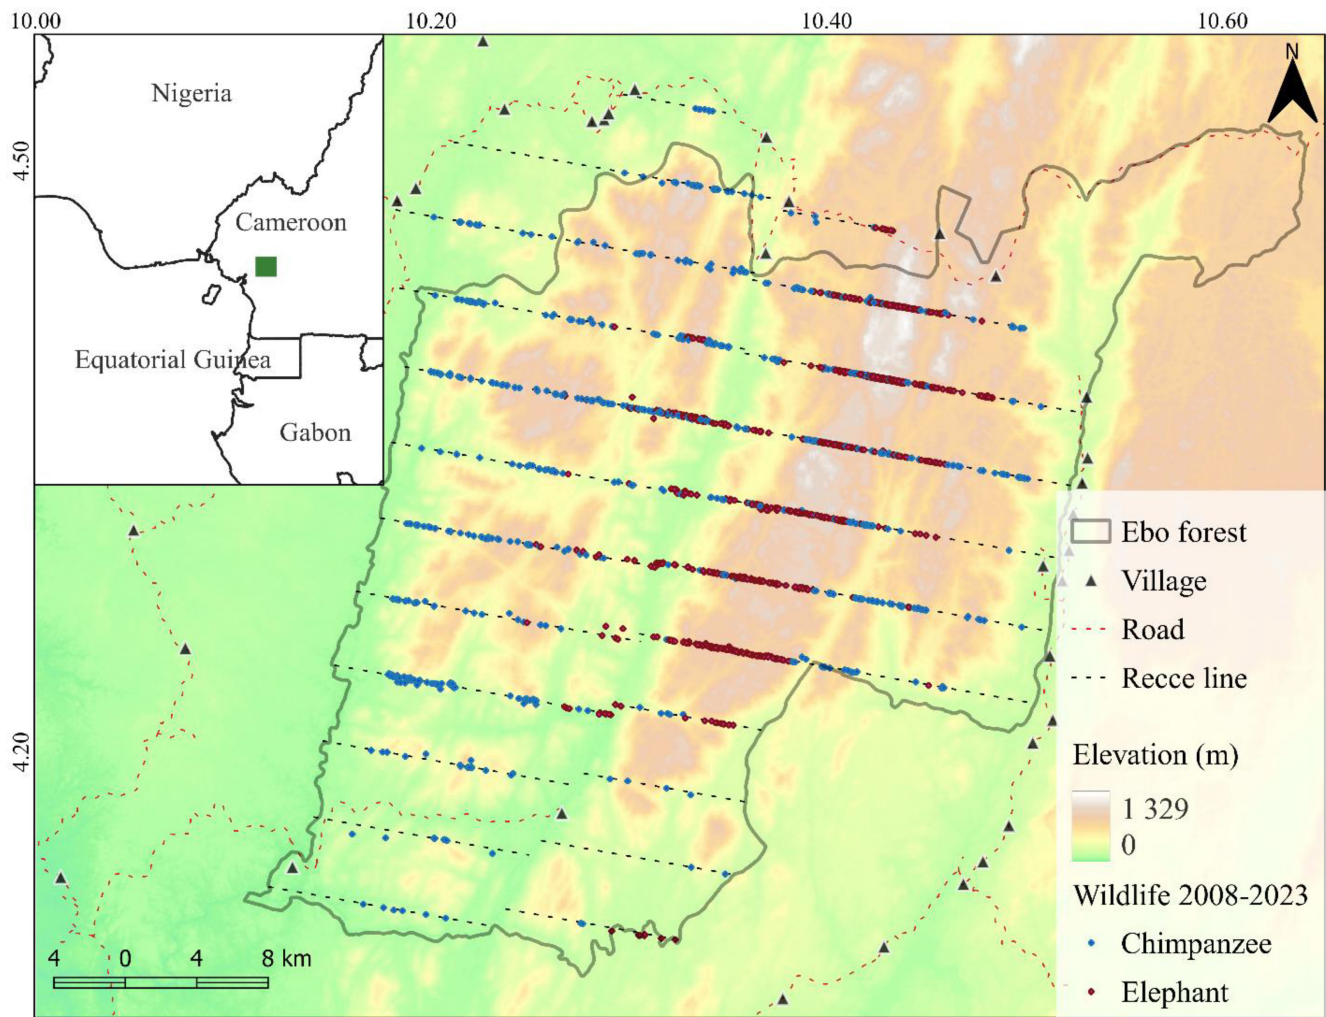 10.00 10.20 10.40 10.60
N
4.50
Nigeria
Cameroon
Equatorial Guinea
Gabon
4.20
Ebo forest
Village
Road
Recce line
Elevation (m)
1 329
0
Wildlife 2008-2023
Chimpanzee
Elephant
4 0 4 8 km